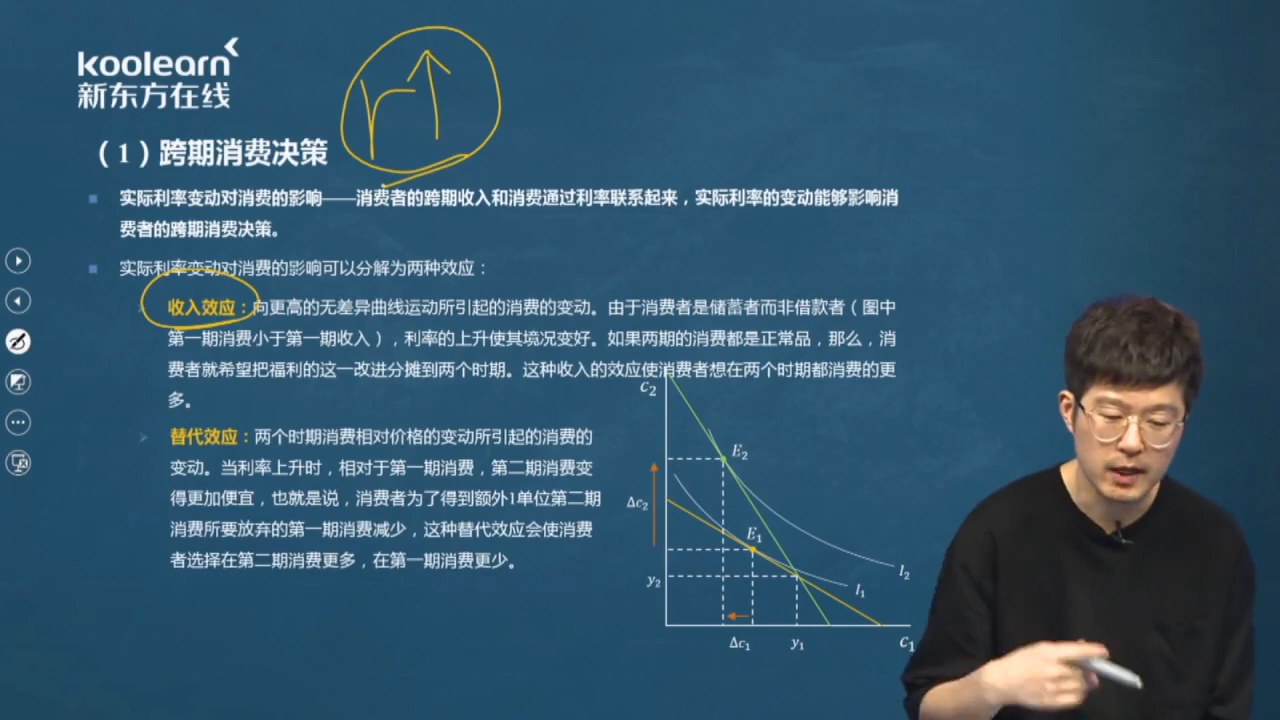 koolearn
新东方在线
r↑
（1）跨期消费决策
实际利率变动对消费的影响——消费者的跨期收入和消费通过利率联系起来，实际利率的变动能够影响消
费者的跨期消费决策。
实际利率变动对消费的影响可以分解为两种效应：
收入效应：向更高的无差异曲线运动所引起的消费的变动。由于消费者是储蓄者而非借款者（图中
第一期消费小于第一期收入），利率的上升使其境况变好。如果两期的消费都是正常品，那么，消
费者就希望把福利的这一改进分摊到两个时期。这种收入的效应使消费者想在两个时期都消费的更
多。
替代效应：两个时期消费相对价格的变动所引起的消费的
变动。当利率上升时，相对于第一期消费，第二期消费变
得更加便宜，也就是说，消费者为了得到额外1单位第二期
消费所要放弃的第一期消费减少，这种替代效应会使消费
者选择在第二期消费更多，在第一期消费更少。
c₂
E₂
Δc₂
E₁
I₂
y₂
I₁
Δc₁
y₁
c₁